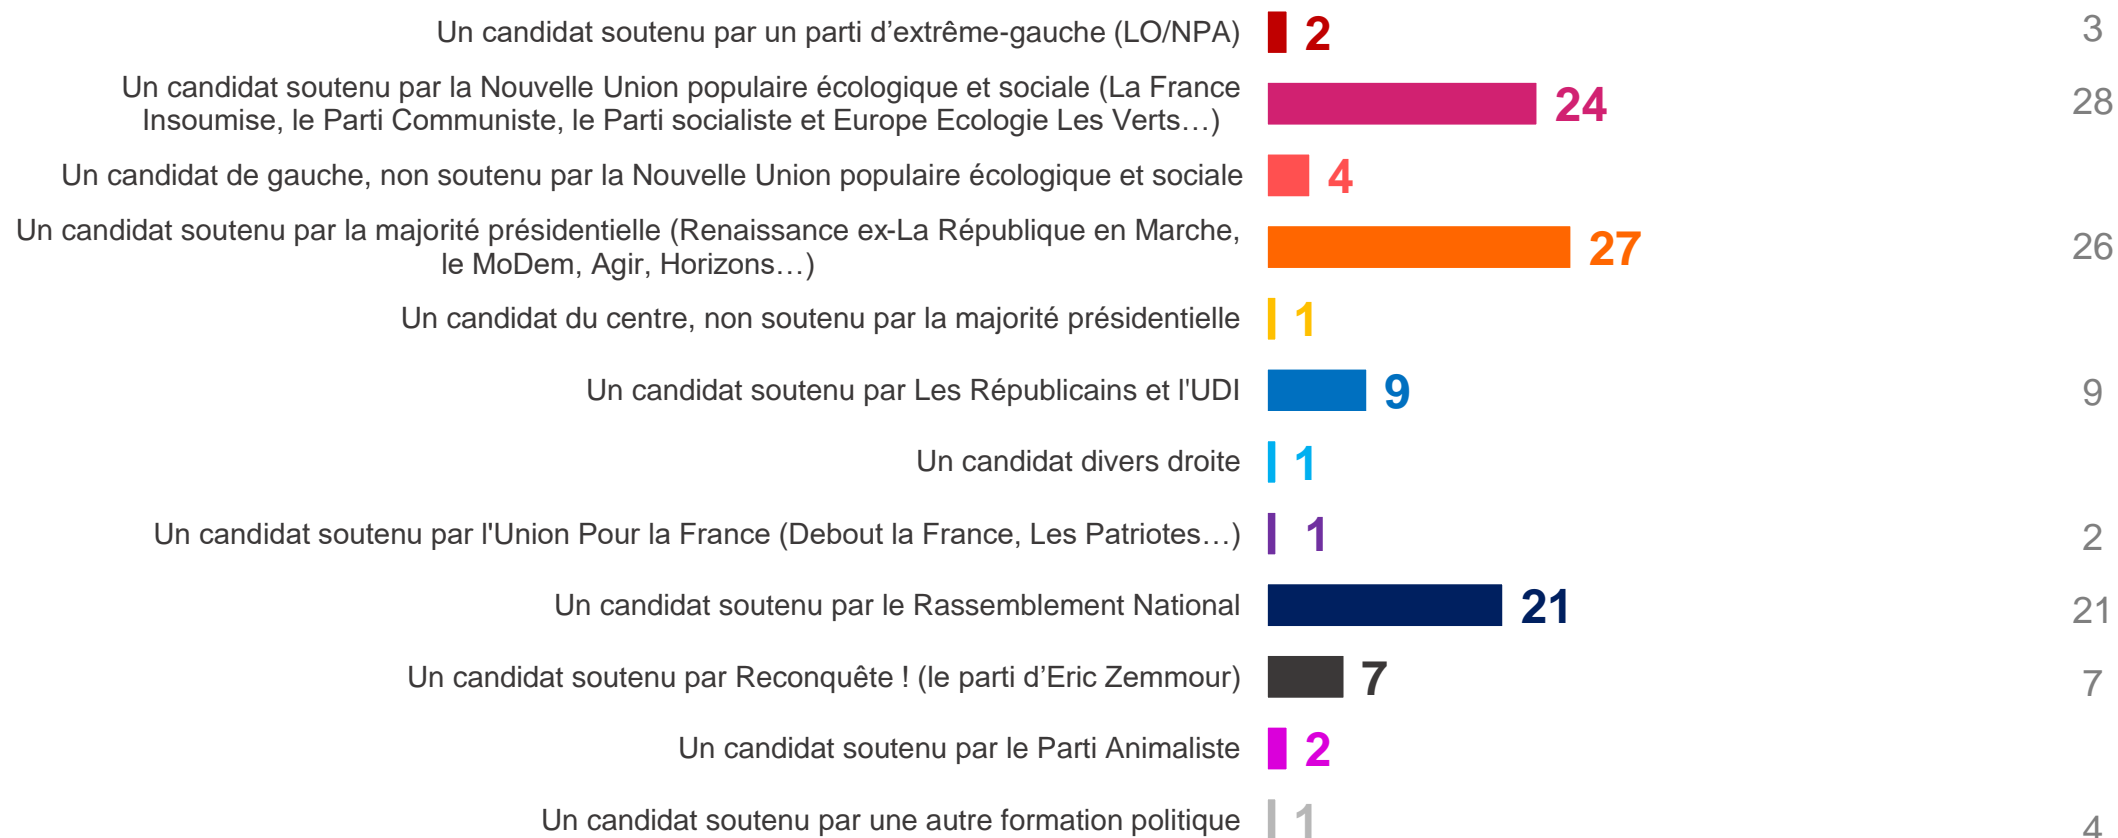 Un candidat soutenu par un parti d’extrême-gauche (LO/NPA) 2 3
Un candidat soutenu par la Nouvelle Union populaire écologique et sociale (La France
Insoumise, le Parti Communiste, le Parti socialiste et Europe Ecologie Les Verts…) 24 28
Un candidat de gauche, non soutenu par la Nouvelle Union populaire écologique et sociale 4
Un candidat soutenu par la majorité présidentielle (Renaissance ex-La République en Marche,
le MoDem, Agir, Horizons…) 27 26
Un candidat du centre, non soutenu par la majorité présidentielle 1
Un candidat soutenu par Les Républicains et l'UDI 9 9
Un candidat divers droite 1
Un candidat soutenu par l'Union Pour la France (Debout la France, Les Patriotes…) 1 2
Un candidat soutenu par le Rassemblement National 21 21
Un candidat soutenu par Reconquête ! (le parti d’Eric Zemmour) 7 7
Un candidat soutenu par le Parti Animaliste 2
Un candidat soutenu par une autre formation politique 1 4